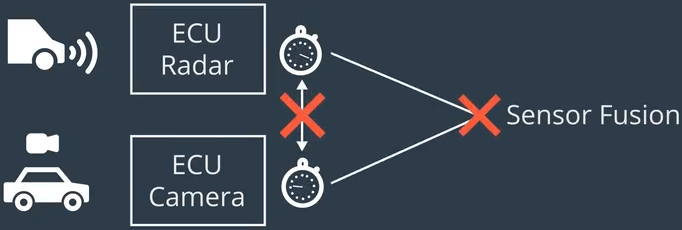 ECU
Radar
Sensor Fusion
ECU
Camera